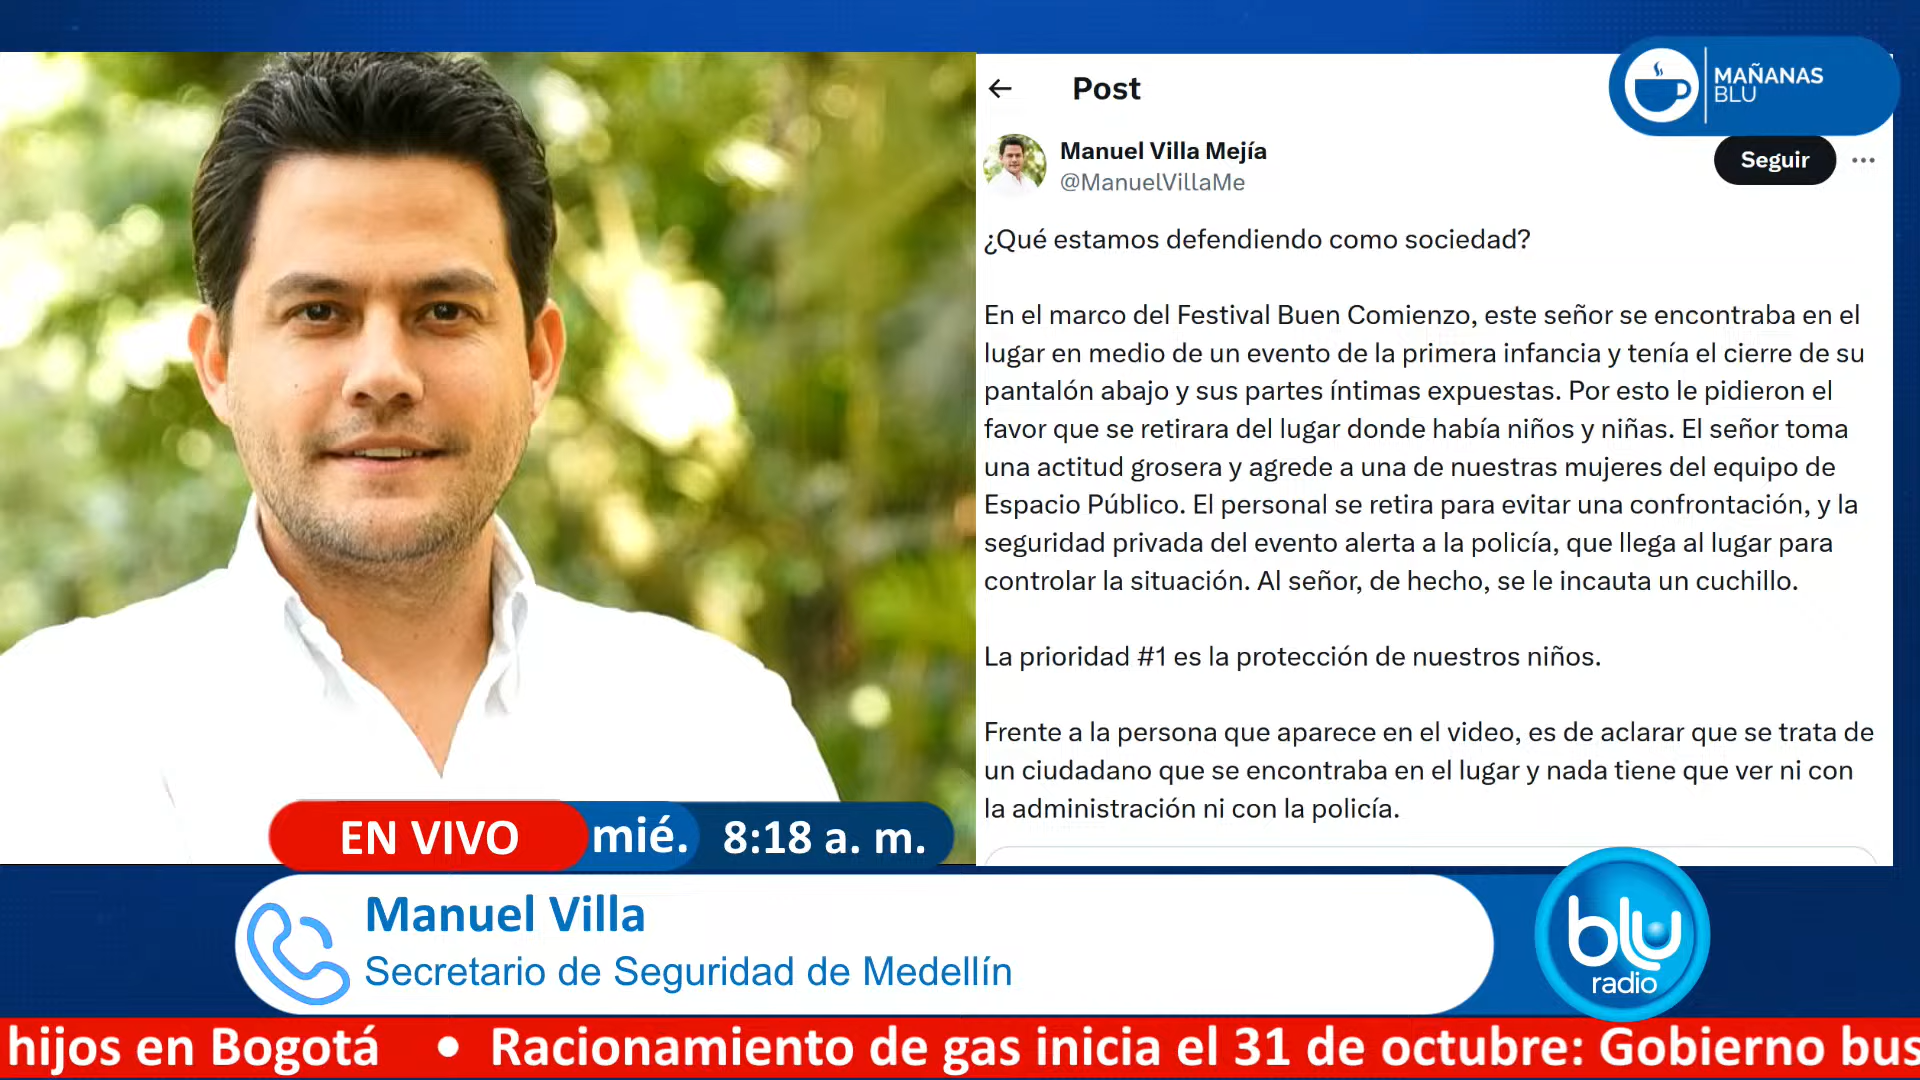 MAÑANAS
BLU
Post
Manuel Villa Mejía
@ManuelVillaMe
Seguir
¿Qué estamos defendiendo como sociedad?
En el marco del Festival Buen Comienzo, este señor se encontraba en el
lugar en medio de un evento de la primera infancia y tenía el cierre de su
pantalón abajo y sus partes íntimas expuestas. Por esto le pidieron el
favor que se retirara del lugar donde había niños y niñas. El señor toma
una actitud grosera y agrede a una de nuestras mujeres del equipo de
Espacio Público. El personal se retira para evitar una confrontación, y la
seguridad privada del evento alerta a la policía, que llega al lugar para
controlar la situación. Al señor, de hecho, se le incauta un cuchillo.
La prioridad #1 es la protección de nuestros niños.
Frente a la persona que aparece en el video, es de aclarar que se trata de
un ciudadano que se encontraba en el lugar y nada tiene que ver ni con
la administración ni con la policía.
EN VIVO mié. 8:18 a. m.
Manuel Villa
Secretario de Seguridad de Medellín
blu
radio
hijos en Bogotá • Racionamiento de gas inicia el 31 de octubre: Gobierno bus